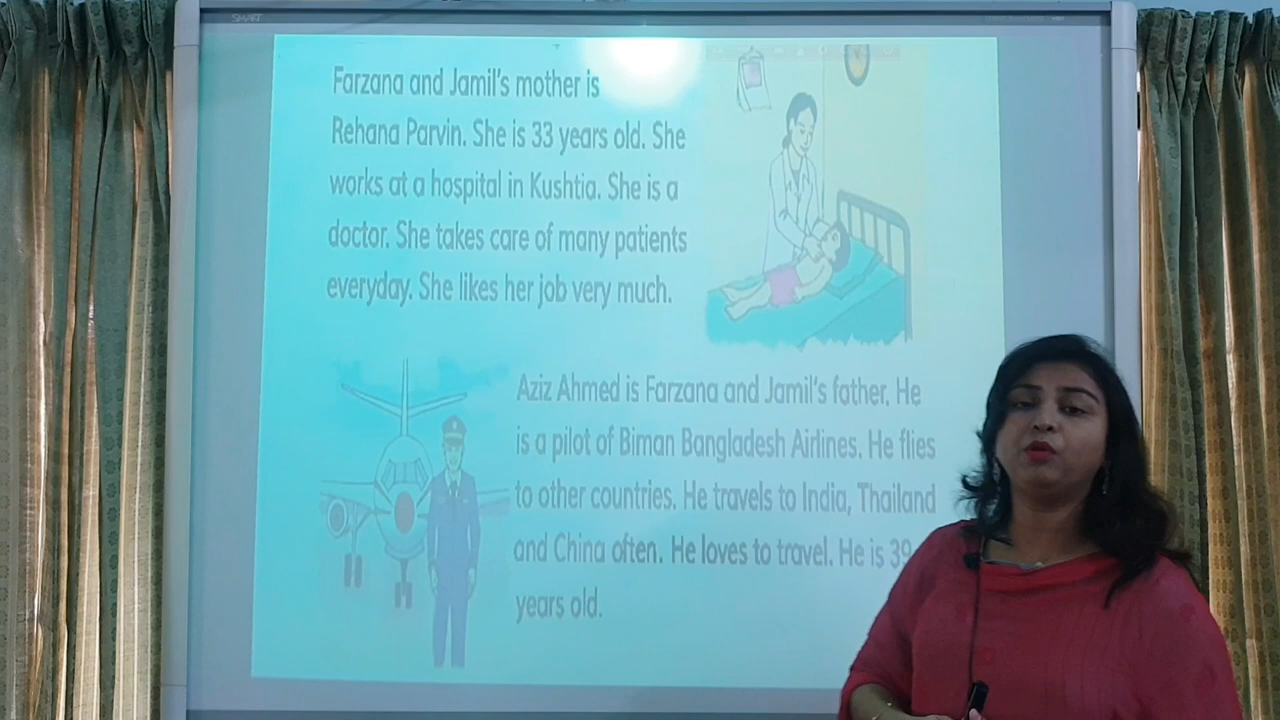 SMART
Farzana and Jamil's mother is
Rehana Parvin. She is 33 years old. She
works at a hospital in Kushtia. She is a
doctor. She takes care of many patients
everyday. She likes her job very much.
Aziz Ahmed is Farzana and Jamil's father. He
is a pilot of Biman Bangladesh Airlines. He flies
to other countries. He travels to India, Thailand
and China often. He loves to travel. He is 39
years old.